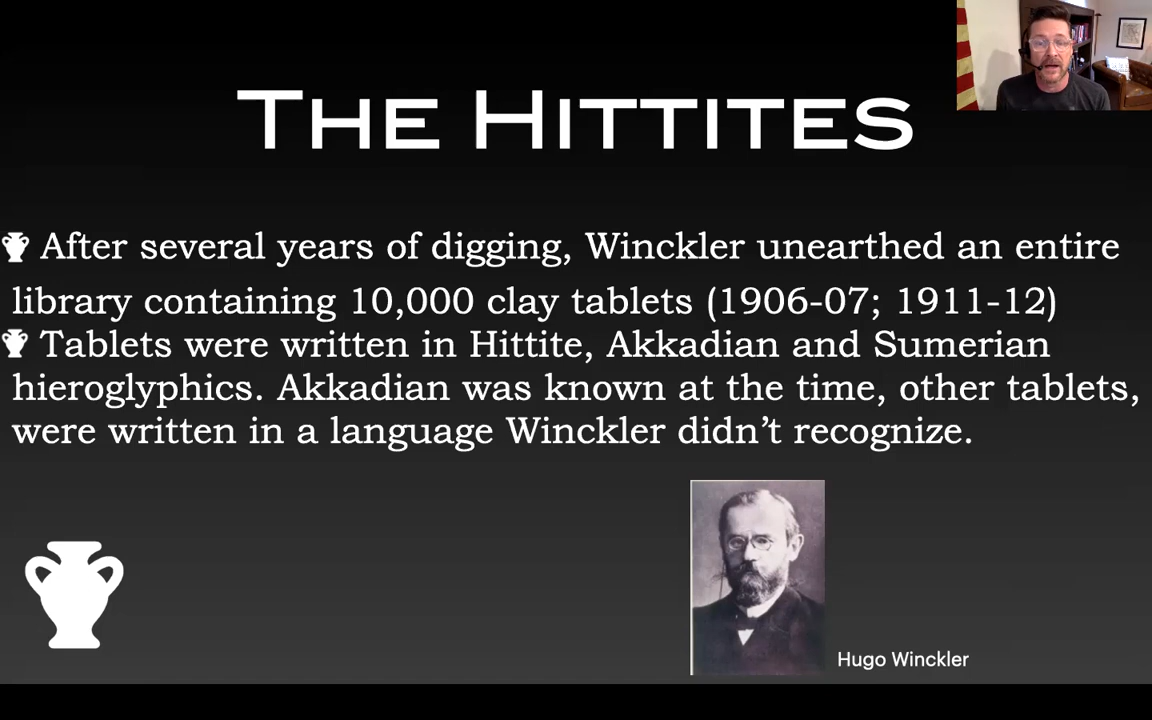 THE HITTITES
After several years of digging, Winckler unearthed an entire
library containing 10,000 clay tablets (1906-07; 1911-12)
Tablets were written in Hittite, Akkadian and Sumerian
hieroglyphics. Akkadian was known at the time, other tablets,
were written in a language Winckler didn’t recognize.
Hugo Winckler